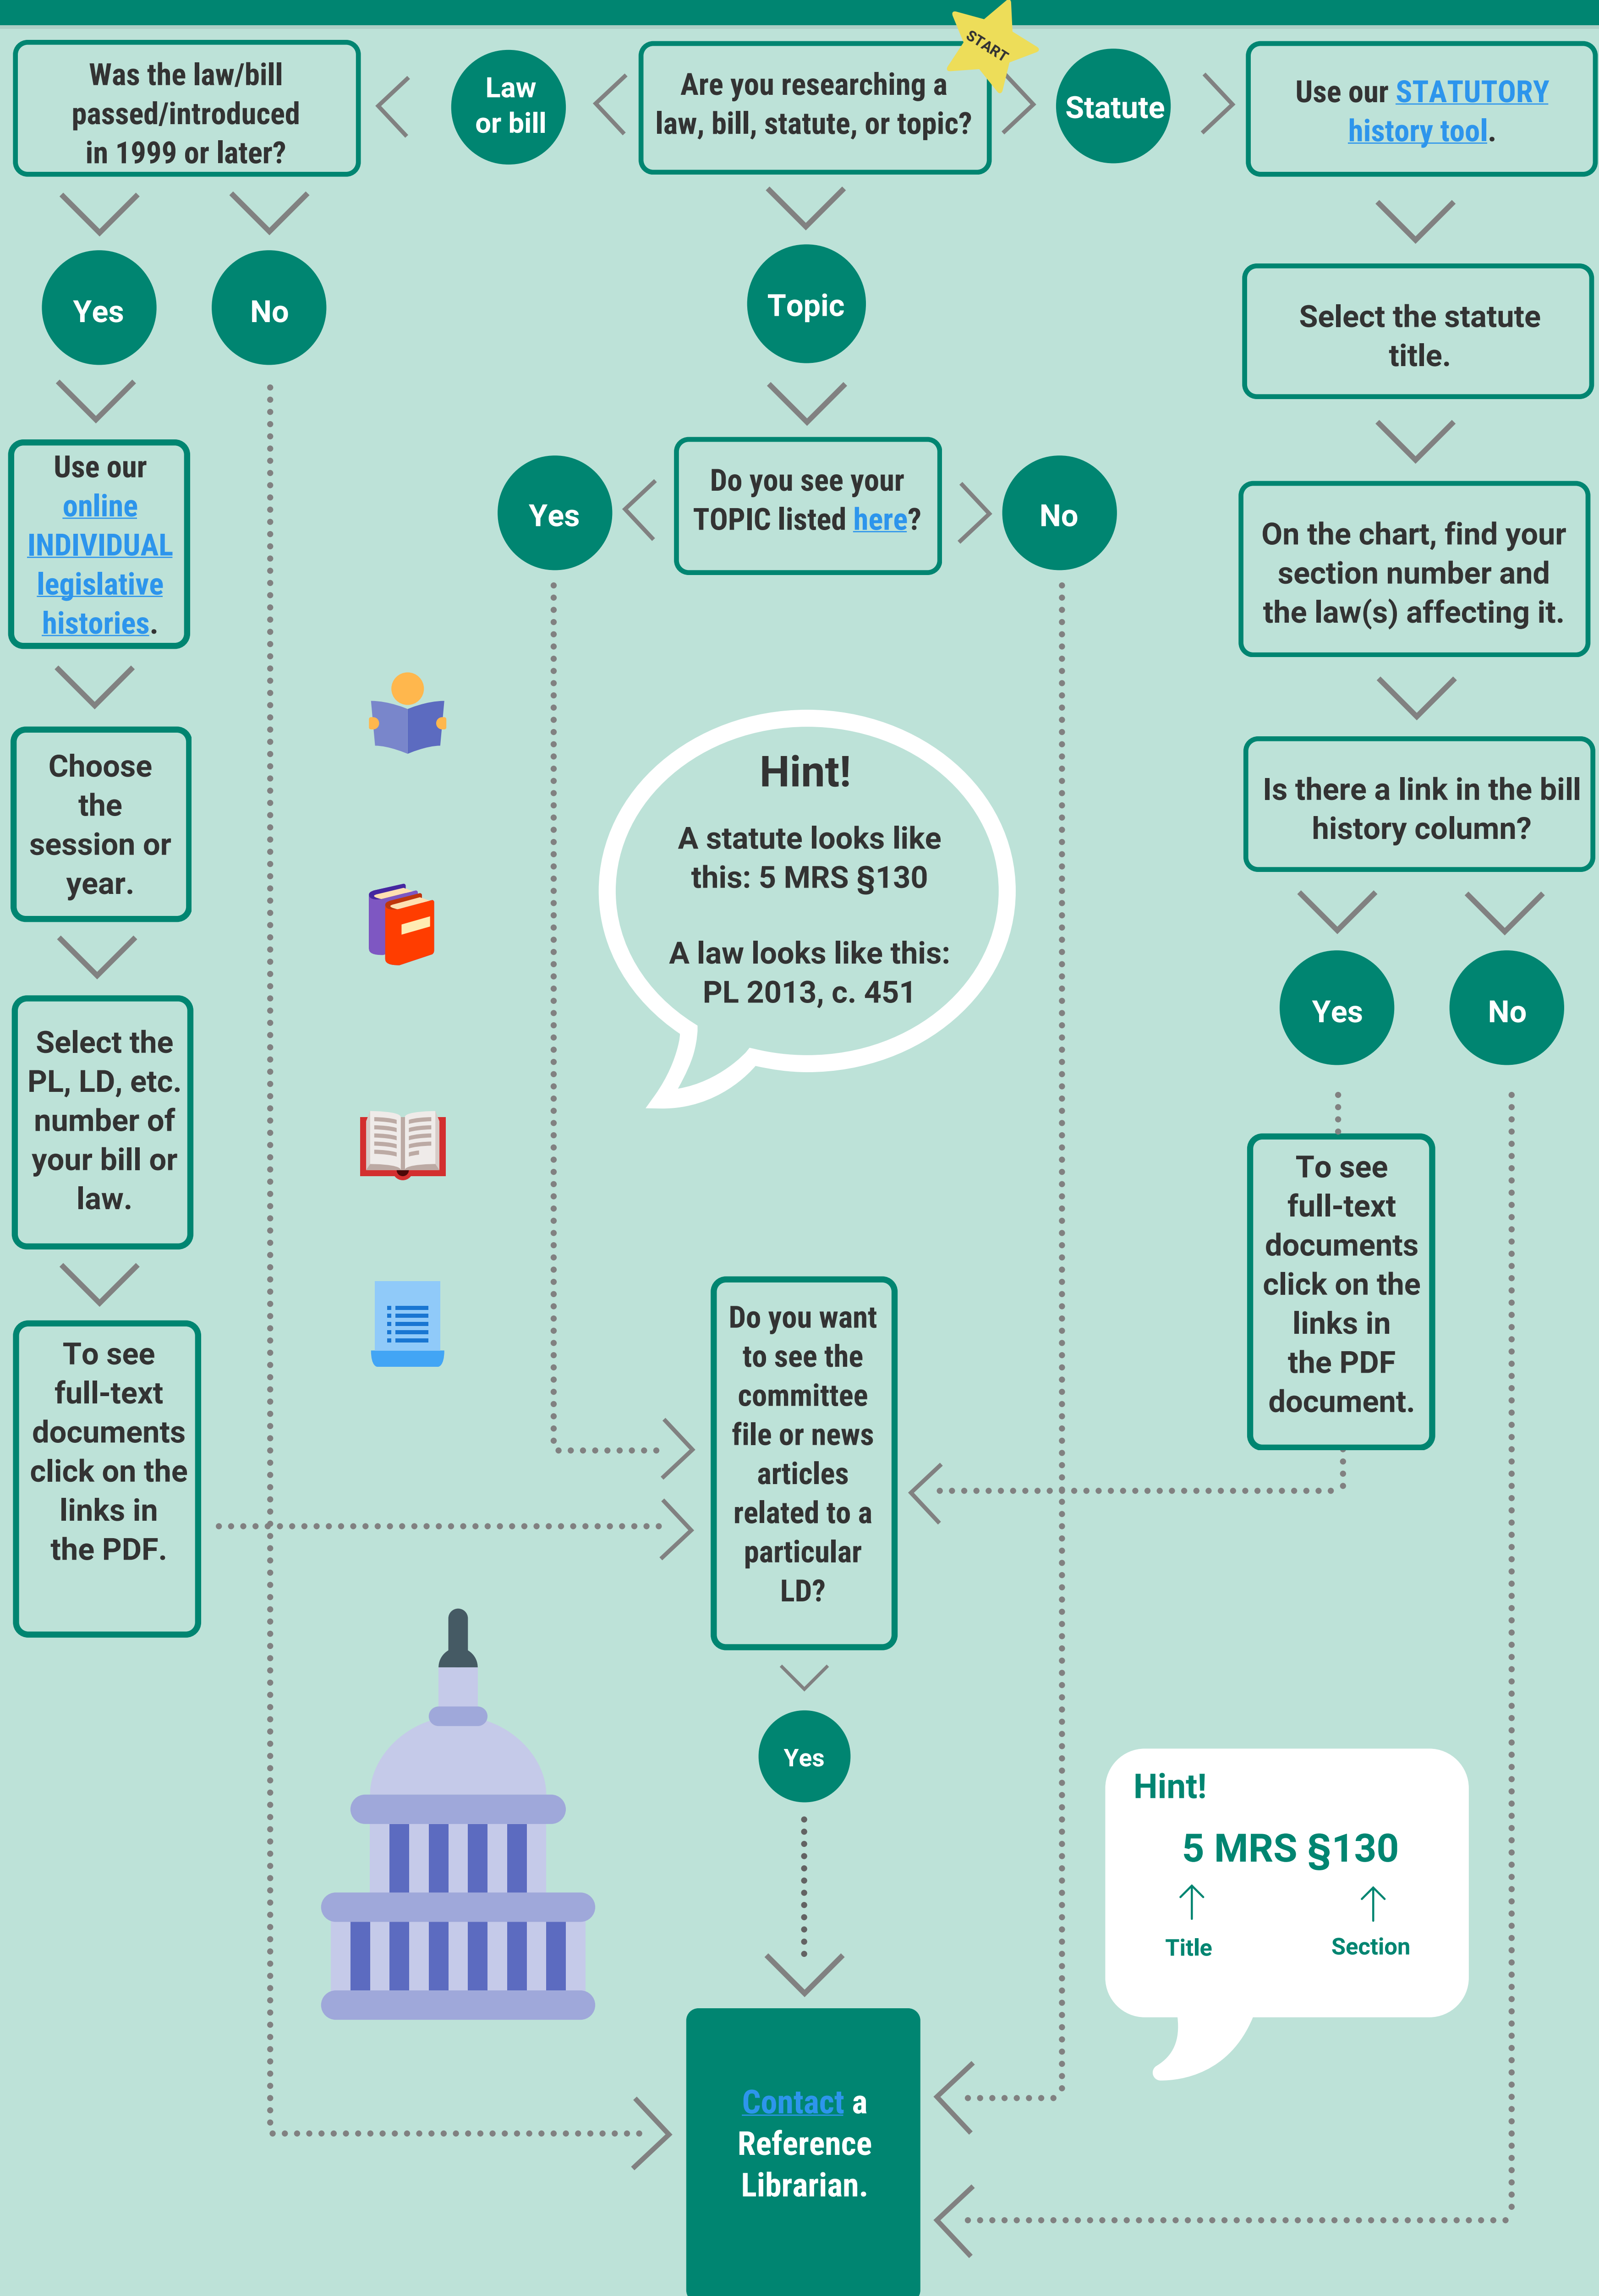 START
Are you researching a
law, bill, statute, or topic?
Law
or bill
Was the law/bill
passed/introduced
in 1999 or later?
Yes
No
Use our
online
INDIVIDUAL
legislative
histories.
Choose
the
session or
year.
Select the
PL, LD, etc.
number of
your bill or
law.
To see
full-text
documents
click on the
links in
the PDF.
Topic
Do you see your
TOPIC listed here?
Yes
No
Hint!
A statute looks like
this: 5 MRS §130
A law looks like this:
PL 2013, c. 451
Do you want
to see the
committee
file or news
articles
related to a
particular
LD?
Yes
Contact a
Reference
Librarian.
Statute
Use our STATUTORY
history tool.
Select the statute
title.
On the chart, find your
section number and
the law(s) affecting it.
Is there a link in the bill
history column?
Yes
No
To see
full-text
documents
click on the
links in
the PDF
document.
Hint!
5 MRS §130
Title
Section